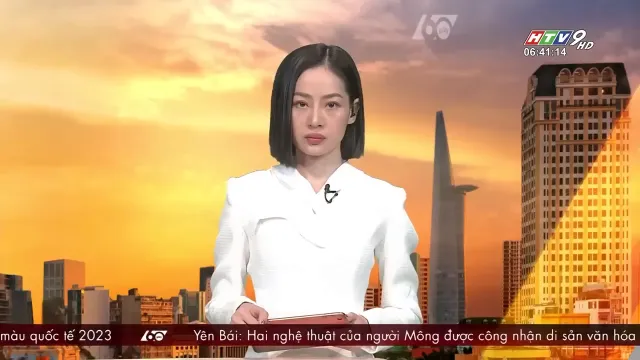 60
HTV9 HD
06:41:14
màu quốc tế 2023 60 Yên Bái: Hai nghệ thuật của người Mông được công nhận di sản văn hóa